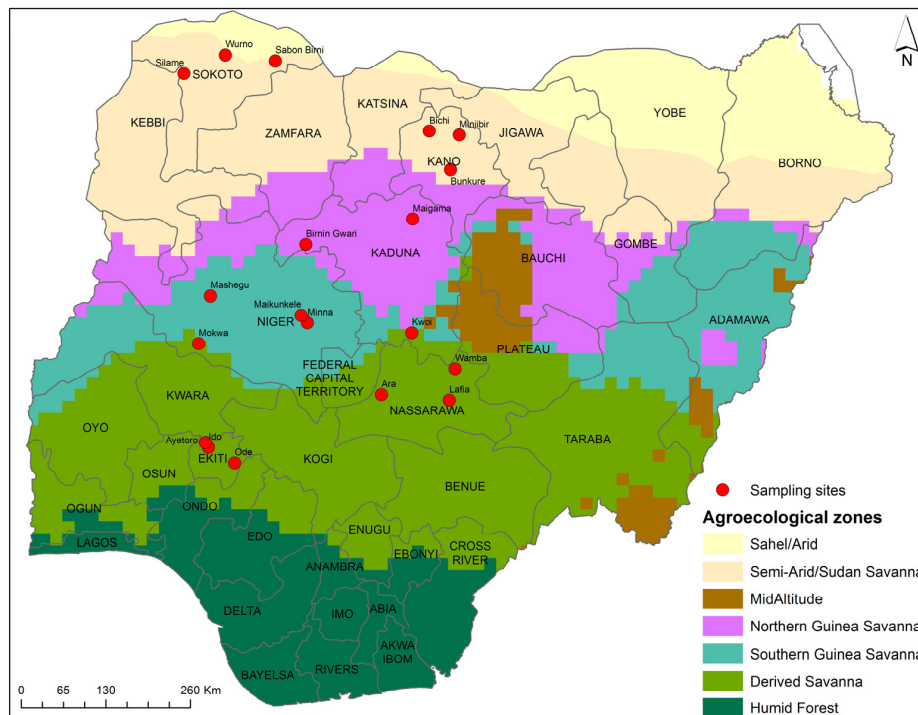 N
Wurno
Sabon Birni
Silame
SOKOTO
KATSINA
YOBE
KEBBI
Bichi
Minjibir
JIGAWA
ZAMFARA
KANO
BORNO
Bunkure
Maigama
Birnin Gwari
KADUNA
GOMBE
BAUCHI
Mashegu
Maikunkele
Minna
NIGER
ADAMAWA
Kwoi
Mokwa
PLATEAU
FEDERAL
CAPITAL
TERRITORY
Wamba
Ara
Lafia
KWARA
NASSARAWA
OYO
TARABA
Ayetoro
Ido
EKITI
Ode
KOGI
OSUN
BENUE
OGUN
ONDO
LAGOS
EDO
ENUGU
EBONYI
CROSS
RIVER
ANAMBRA
DELTA
IMO
ABIA
AKWA
IBOM
BAYELSA
RIVERS
Sampling sites
Agroecological zones
Sahel/Arid
Semi-Arid/Sudan Savanna
MidAltitude
Northern Guinea Savanna
Southern Guinea Savanna
Derived Savanna
Humid Forest
0 65 130 260 Km